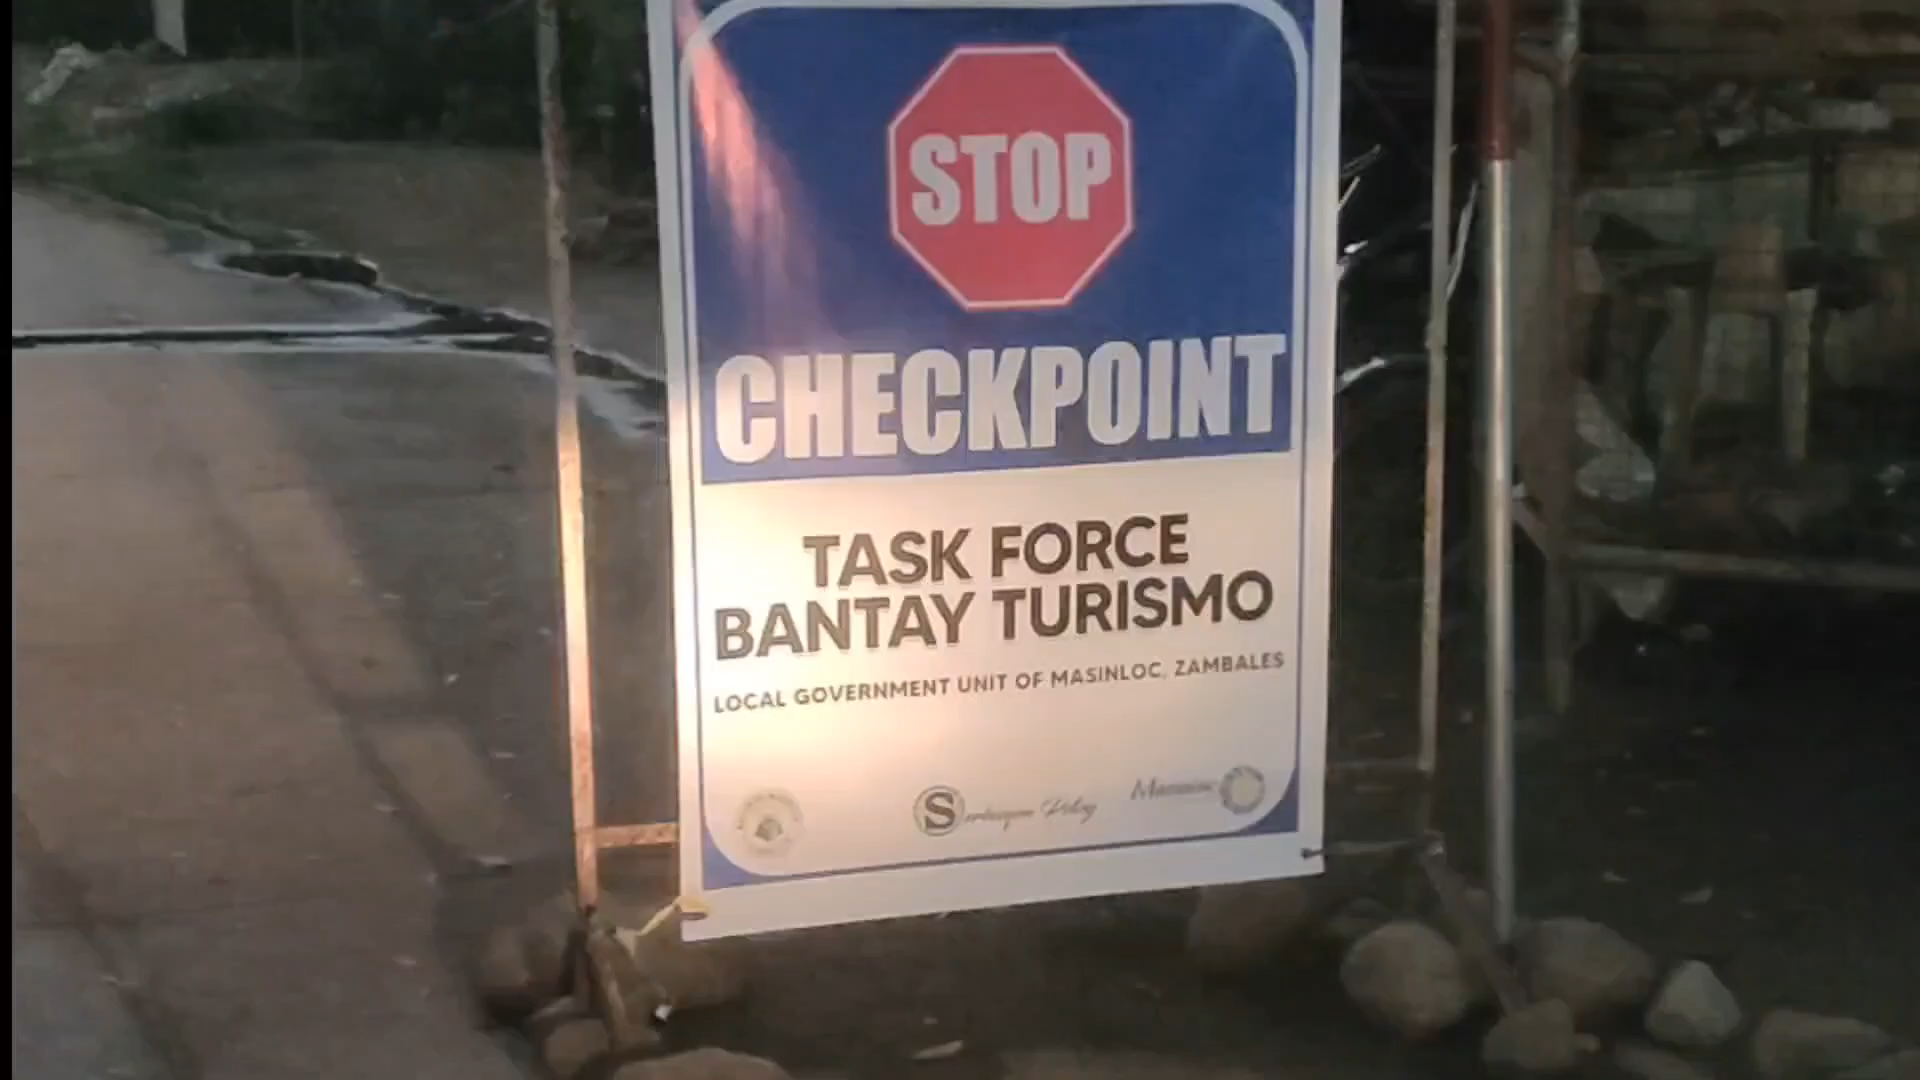 STOP
CHECKPOINT
TASK FORCE
BANTAY TURISMO
LOCAL GOVERNMENT UNIT OF MASINLOC, ZAMBALES